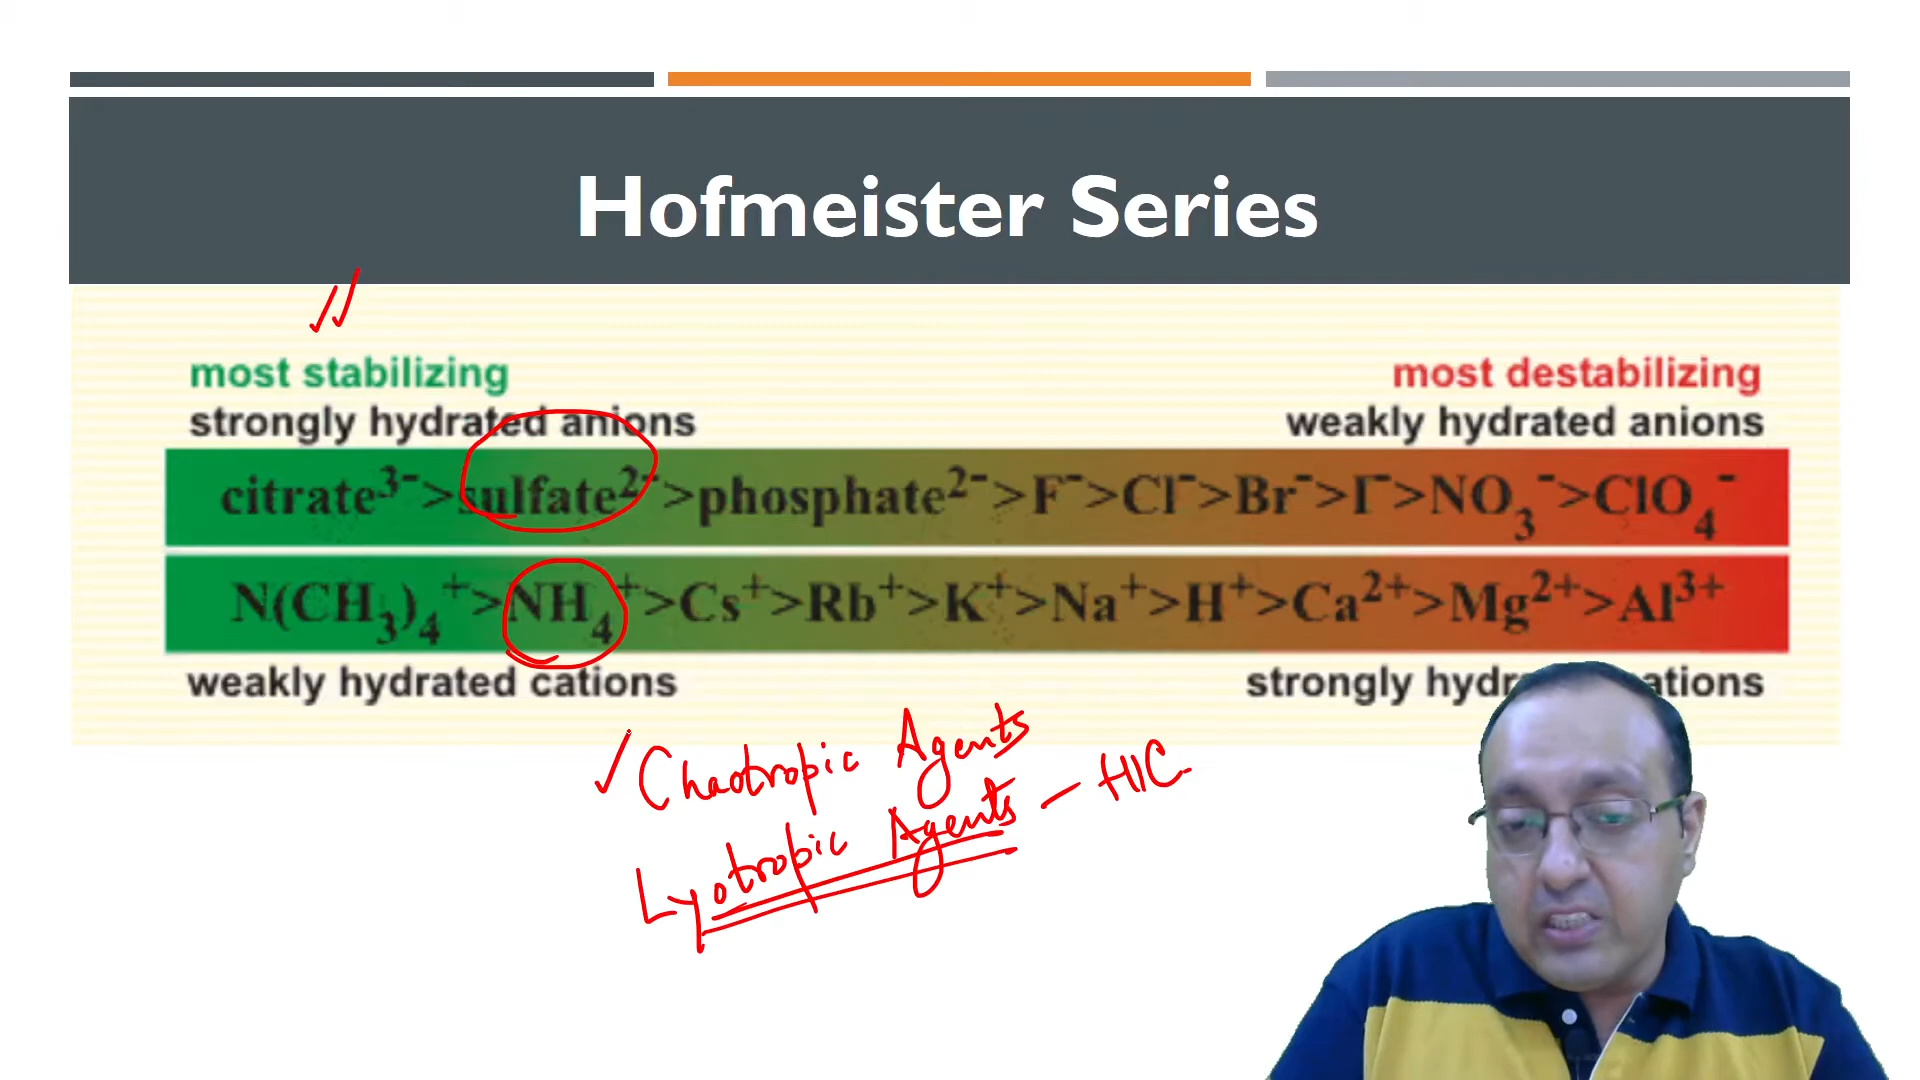 Hofmeister Series
most stabilizing
most destabilizing
strongly hydrated anions
weakly hydrated anions
citrate³⁻>sulfate²⁻>phosphate²⁻>F⁻>Cl⁻>Br⁻>I⁻>NO₃⁻>ClO₄⁻
N(CH₃)₄⁺>NH₄⁺>Cs⁺>Rb⁺>K⁺>Na⁺>H⁺>Ca²⁺>Mg²⁺>Al³⁺
weakly hydrated cations
strongly hydr ations
Chaotropic Agents
Lyotropic Agents - HIC